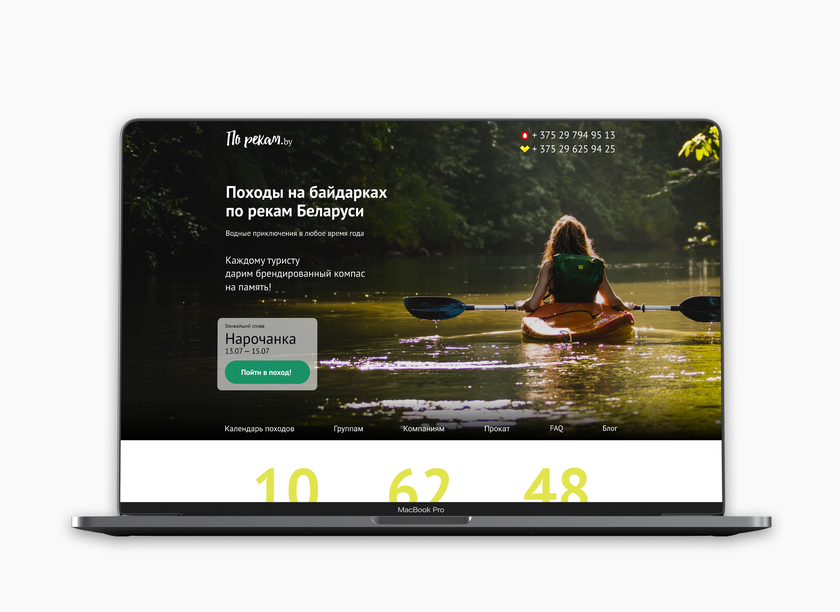 По рекам.by
+ 375 29 794 95 13
+ 375 29 625 94 25
Походы на байдарках
по рекам Беларуси
Водные приключения в любое время года
Каждому туристу
дарим брендированный компас
на память!
Ближайший сплав
Нарочанка
13.07 — 15.07
Пойти в поход!
Календарь походов
Группам
Компаниям
Прокат
FAQ
Блог
10
62
48
MacBook Pro